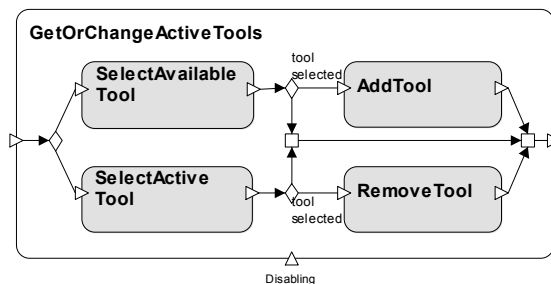 GetOrChangeActiveTools
SelectAvailable
Tool
tool
selected
AddTool
SelectActive
Tool
tool
selected
RemoveTool
Disabling